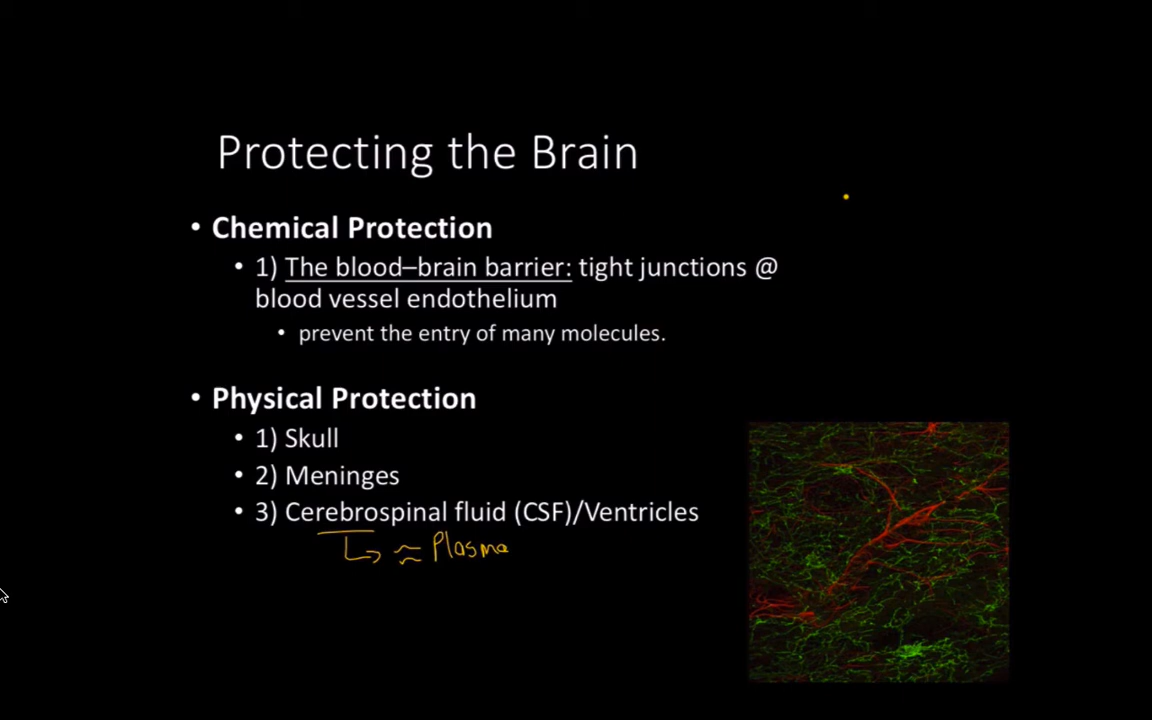 Protecting the Brain
• Chemical Protection
• 1) The blood–brain barrier: tight junctions @
blood vessel endothelium
• prevent the entry of many molecules.
• Physical Protection
• 1) Skull
• 2) Meninges
• 3) Cerebrospinal fluid (CSF)/Ventricles
↳ ≈ Plasma